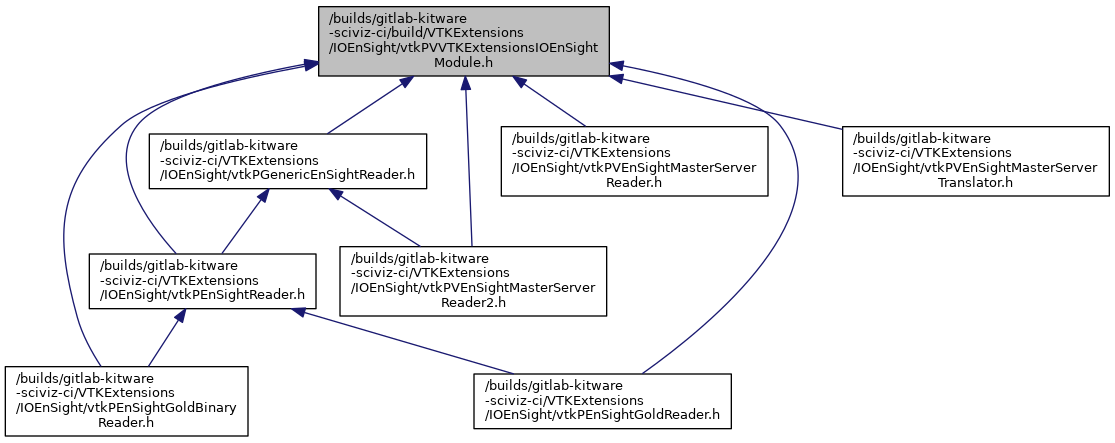 /builds/gitlab-kitware
-sciviz-ci/build/VTKExtensions
/IOEnSight/vtkPVVTKExtensionsIOEnSight
Module.h
/builds/gitlab-kitware
-sciviz-ci/VTKExtensions
/IOEnSight/vtkPGenericEnSightReader.h
/builds/gitlab-kitware
-sciviz-ci/VTKExtensions
/IOEnSight/vtkPVEnSightMasterServer
Reader.h
/builds/gitlab-kitware
-sciviz-ci/VTKExtensions
/IOEnSight/vtkPVEnSightMasterServer
Translator.h
/builds/gitlab-kitware
-sciviz-ci/VTKExtensions
/IOEnSight/vtkPEnSightReader.h
/builds/gitlab-kitware
-sciviz-ci/VTKExtensions
/IOEnSight/vtkPVEnSightMasterServer
Reader2.h
/builds/gitlab-kitware
-sciviz-ci/VTKExtensions
/IOEnSight/vtkPEnSightGoldBinary
Reader.h
/builds/gitlab-kitware
-sciviz-ci/VTKExtensions
/IOEnSight/vtkPEnSightGoldReader.h